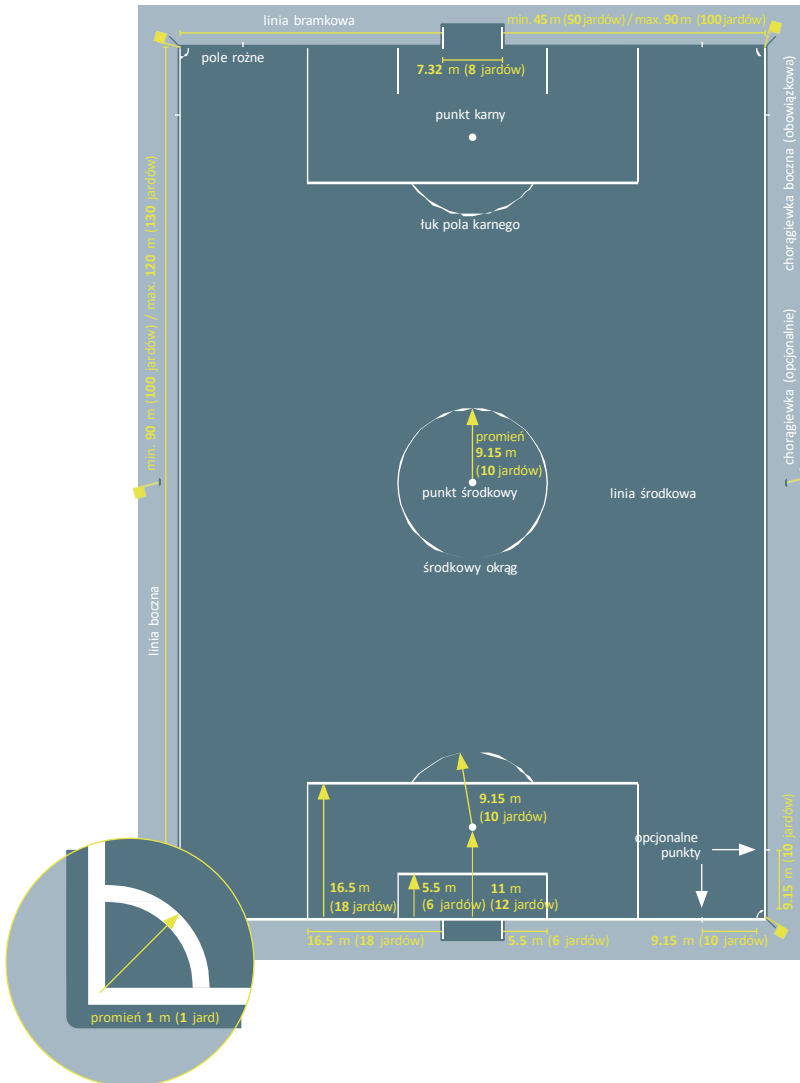 linia bramkowa
min. 45 m (50 jardów) / max. 90 m (100 jardów)
pole rożne
7.32 m (8 jardów)
punkt karny
łuk pola karnego
chorągiewka boczna (obowiązkowa)
min. 90 m (100 jardów) / max. 120 m (130 jardów)
chorągiewka (opcjonalnie)
promień
9.15 m
(10 jardów)
punkt środkowy
linia środkowa
środkowy okrąg
linia boczna
9.15 m
(10 jardów)
opcjonalne
punkty
9.15 m (10 jardów)
16.5 m
(18 jardów)
5.5 m
(6 jardów)
11 m
(12 jardów)
16.5 m (18 jardów)
5.5 m (6 jardów)
9.15 m (10 jardów)
promień 1 m (1 jard)